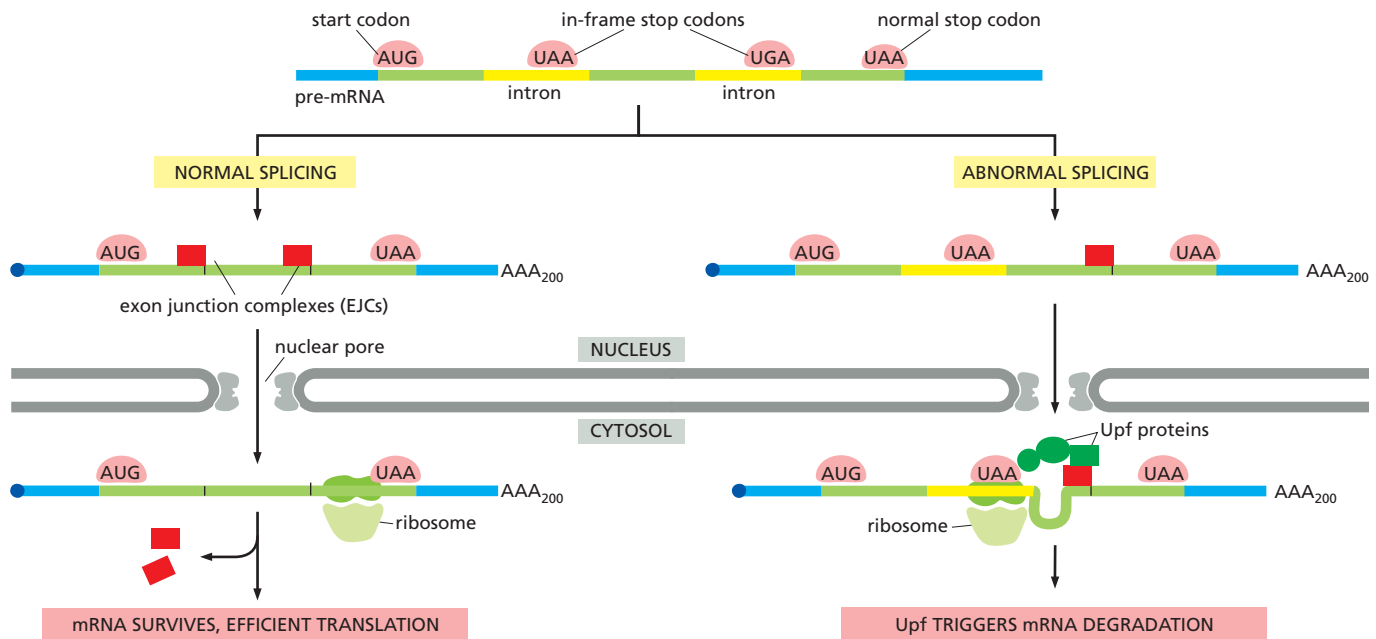 start codon
in-frame stop codons
normal stop codon
AUG
UAA
UGA
UAA
pre-mRNA
intron
intron
NORMAL SPLICING
ABNORMAL SPLICING
AUG
UAA
AAA200
AUG
UAA
UAA
AAA200
exon junction complexes (EJCs)
nuclear pore
NUCLEUS
CYTOSOL
Upf proteins
AUG
UAA
AAA200
AUG
UAA
UAA
AAA200
ribosome
ribosome
mRNA SURVIVES, EFFICIENT TRANSLATION
Upf TRIGGERS mRNA DEGRADATION